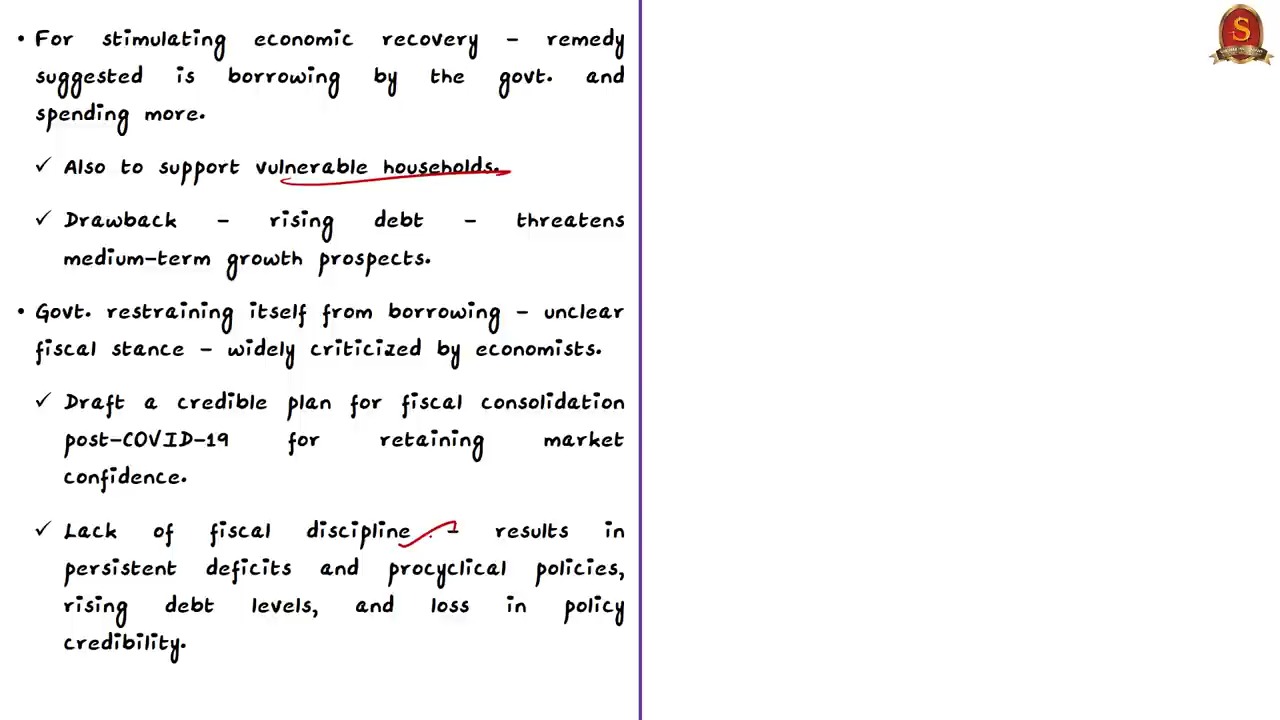 • For stimulating economic recovery – remedy
suggested is borrowing by the govt. and
spending more.
✓ Also to support vulnerable households.
✓ Drawback – rising debt – threatens
medium-term growth prospects.
• Govt. restraining itself from borrowing – unclear
fiscal stance – widely criticized by economists.
✓ Draft a credible plan for fiscal consolidation
post-COVID-19 for retaining market
confidence.
✓ Lack of fiscal discipline – results in
persistent deficits and procyclical policies,
rising debt levels, and loss in policy
credibility.
S